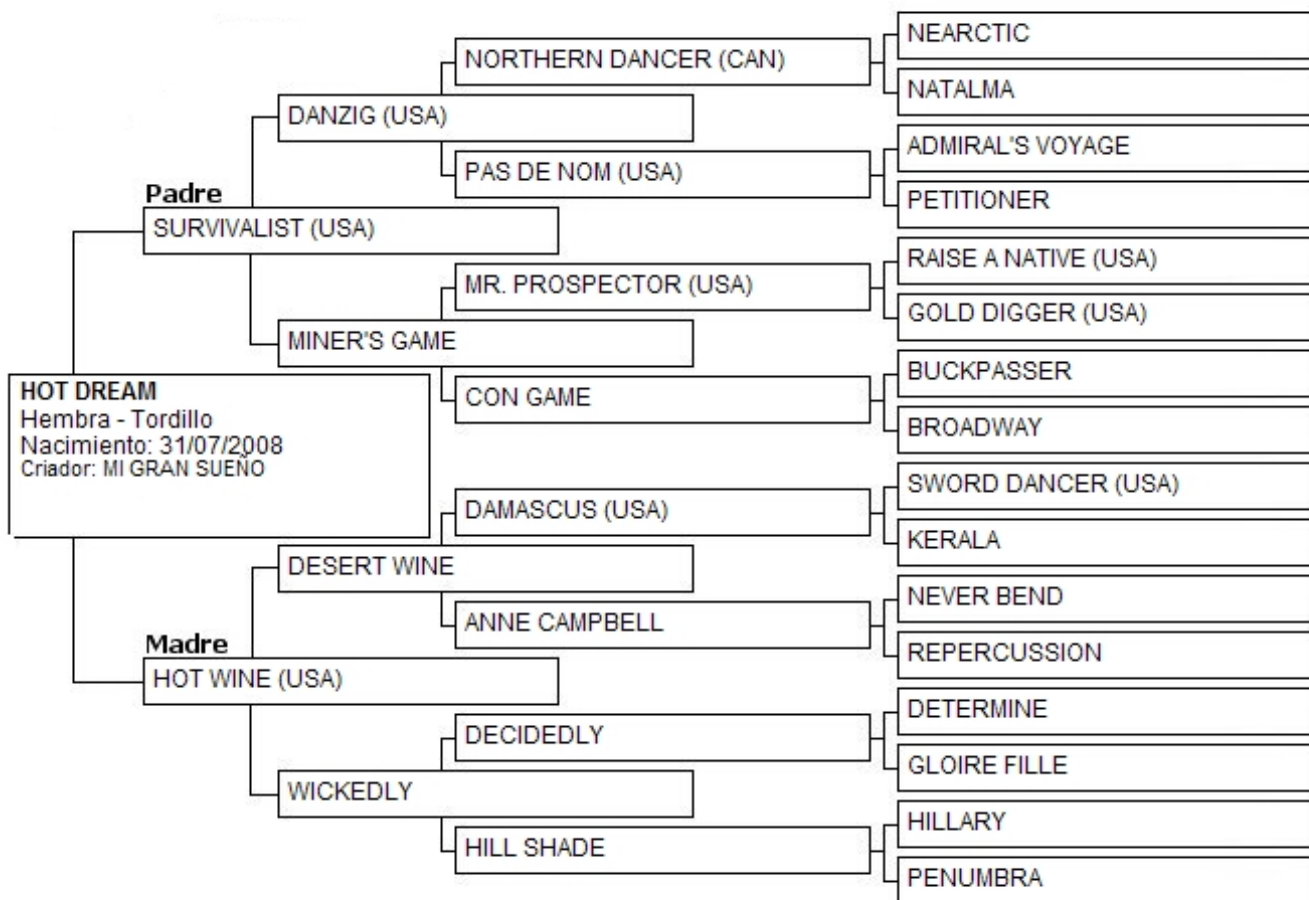 NEARCTIC
NORTHERN DANCER (CAN)
NATALMA
DANZIG (USA)
ADMIRAL'S VOYAGE
PAS DE NOM (USA)
PETITIONER
Padre
SURVIVALIST (USA)
RAISE A NATIVE (USA)
MR. PROSPECTOR (USA)
GOLD DIGGER (USA)
MINER'S GAME
BUCKPASSER
CON GAME
BROADWAY
HOT DREAM
Hembra - Tordillo
Nacimiento: 31/07/2008
Criador: MI GRAN SUEÑO
SWORD DANCER (USA)
DAMASCUS (USA)
KERALA
DESERT WINE
NEVER BEND
ANNE CAMPBELL
REPERCUSSION
Madre
HOT WINE (USA)
DETERMINE
DECIDEDLY
GLOIRE FILLE
WICKEDLY
HILLARY
HILL SHADE
PENUMBRA